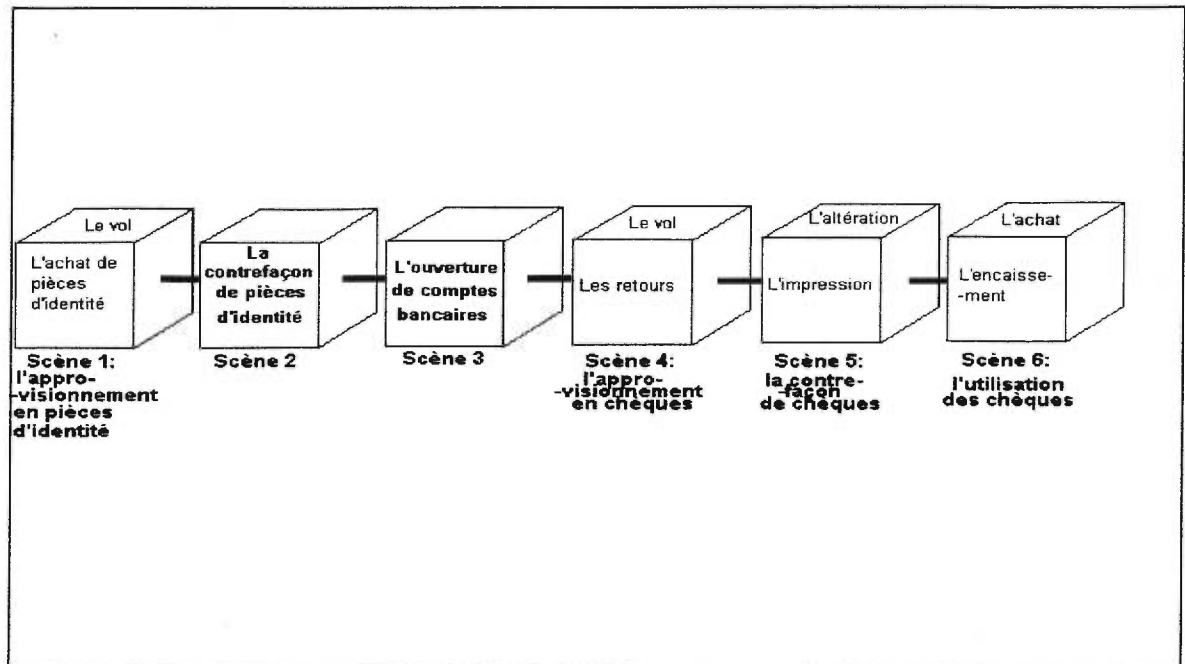 Le vol
L'achat de
pièces
d'identité
Scène 1:
l'appro-
-visionnement
en pièces
d'identité
La
contrefaçon
de pièces
d'identité
Scène 2
L'ouverture
de comptes
bancaires
Scène 3
Le vol
Les retours
Scène 4:
l'appro-
-visionnement
en chèques
L'altération
L'impression
Scène 5:
la contre-
-façon
de chèques
L'achat
L'encaisse-
-ment
Scène 6:
l'utilisation
des chèques